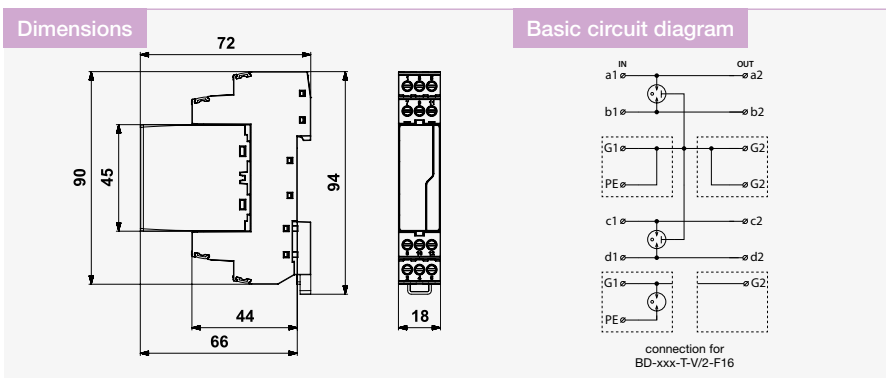 Dimensions
72
90
45
94
44
66
18
Basic circuit diagram
IN OUT
a1 a2
b1 b2
G1 G2
PE G2
c1 c2
d1 d2
G1 G2
PE
connection for
BD-xxx-T-V/2-F16